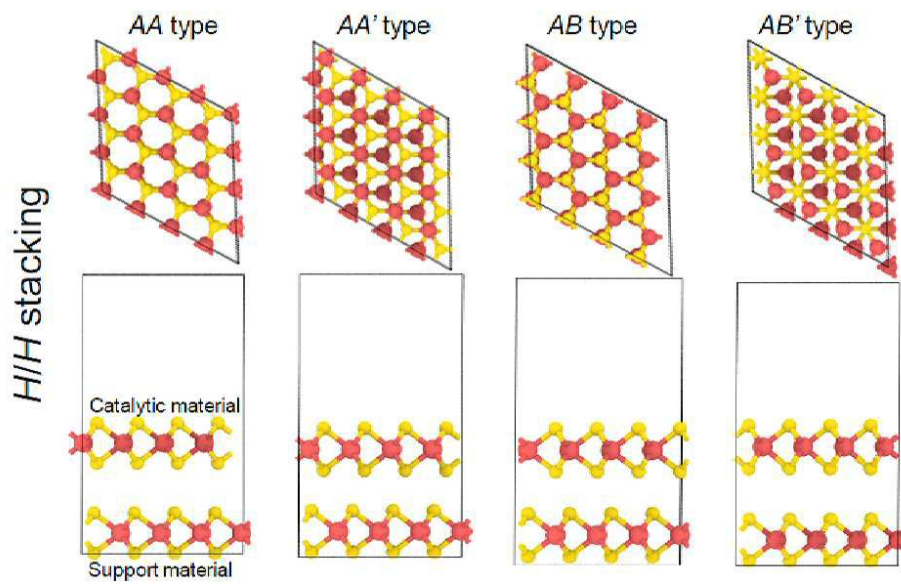 AA type
AA’ type
AB type
AB’ type
H/H stacking
Catalytic material
Support material